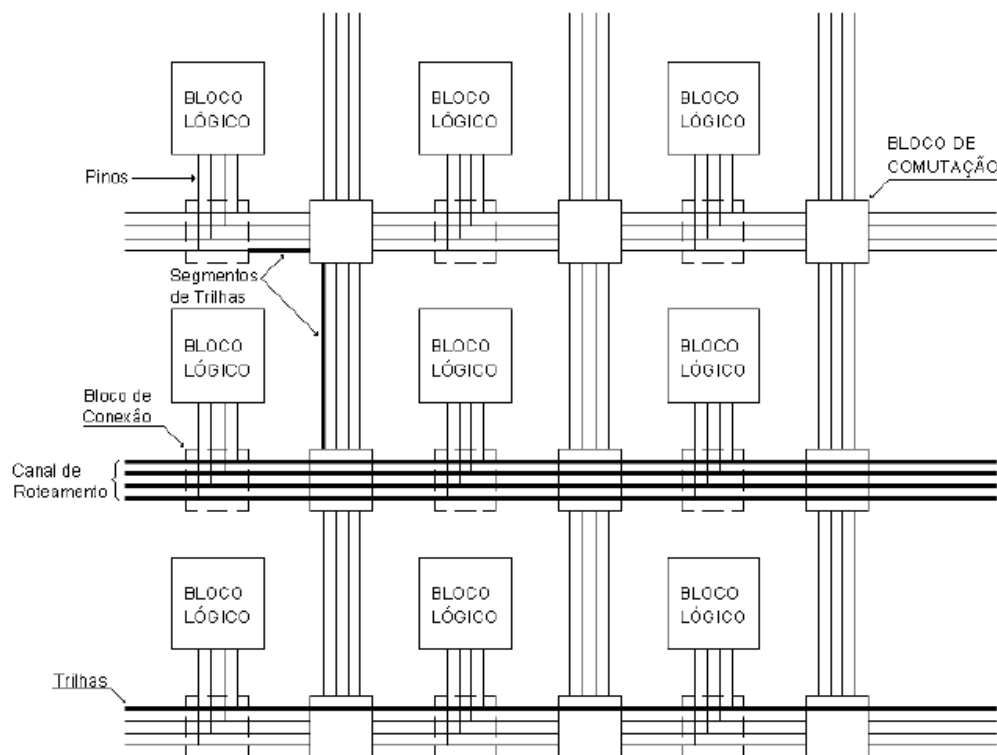 BLOCO
LÓGICO
BLOCO
LÓGICO
BLOCO
LÓGICO
BLOCO DE
COMUTAÇÃO
Pinos
Segmentos
de Trilhas
BLOCO
LÓGICO
BLOCO
LÓGICO
BLOCO
LÓGICO
Bloco de
Conexão
Canal de
Roteamento
BLOCO
LÓGICO
BLOCO
LÓGICO
BLOCO
LÓGICO
Trilhas